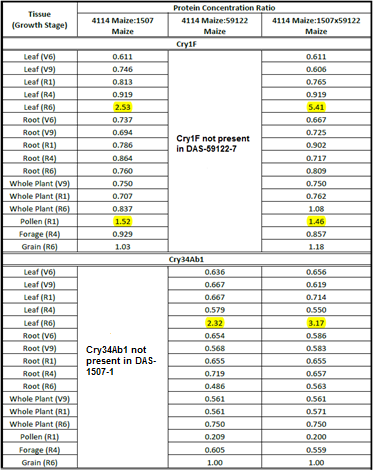 Tissue (Growth Stage) Protein Concentration Ratio
4114 Maize:1507 Maize 4114 Maize:59122 Maize 4114 Maize:1507x59122 Maize
Cry1F
Leaf (V6) 0.611 0.611
Leaf (V9) 0.746 0.606
Leaf (R1) 0.813 0.765
Leaf (R4) 0.919 0.919
Leaf (R6) 2.53 5.41
Root (V6) 0.737 0.667
Root (V9) 0.694 0.725
Root (R1) 0.786 0.902
Root (R4) 0.864 0.717
Root (R6) 0.760 0.809
Whole Plant (V9) 0.750 0.750
Whole Plant (R1) 0.707 0.762
Whole Plant (R6) 0.837 1.08
Pollen (R1) 1.52 1.46
Forage (R4) 0.929 0.857
Grain (R6) 1.03 1.18
Cry1F not present
in DAS-59122-7
Cry34Ab1
Leaf (V6) 0.636 0.656
Leaf (V9) 0.667 0.619
Leaf (R1) 0.667 0.714
Leaf (R4) 0.579 0.550
Leaf (R6) 2.32 3.17
Root (V6) 0.654 0.586
Root (V9) 0.568 0.583
Root (R1) 0.655 0.655
Root (R4) 0.719 0.657
Root (R6) 0.486 0.563
Whole Plant (V9) 0.561 0.561
Whole Plant (R1) 0.561 0.571
Whole Plant (R6) 0.750 0.750
Pollen (R1) 0.209 0.200
Forage (R4) 0.605 0.559
Grain (R6) 1.00 1.00
Cry34Ab1 not
present in DAS-
1507-1